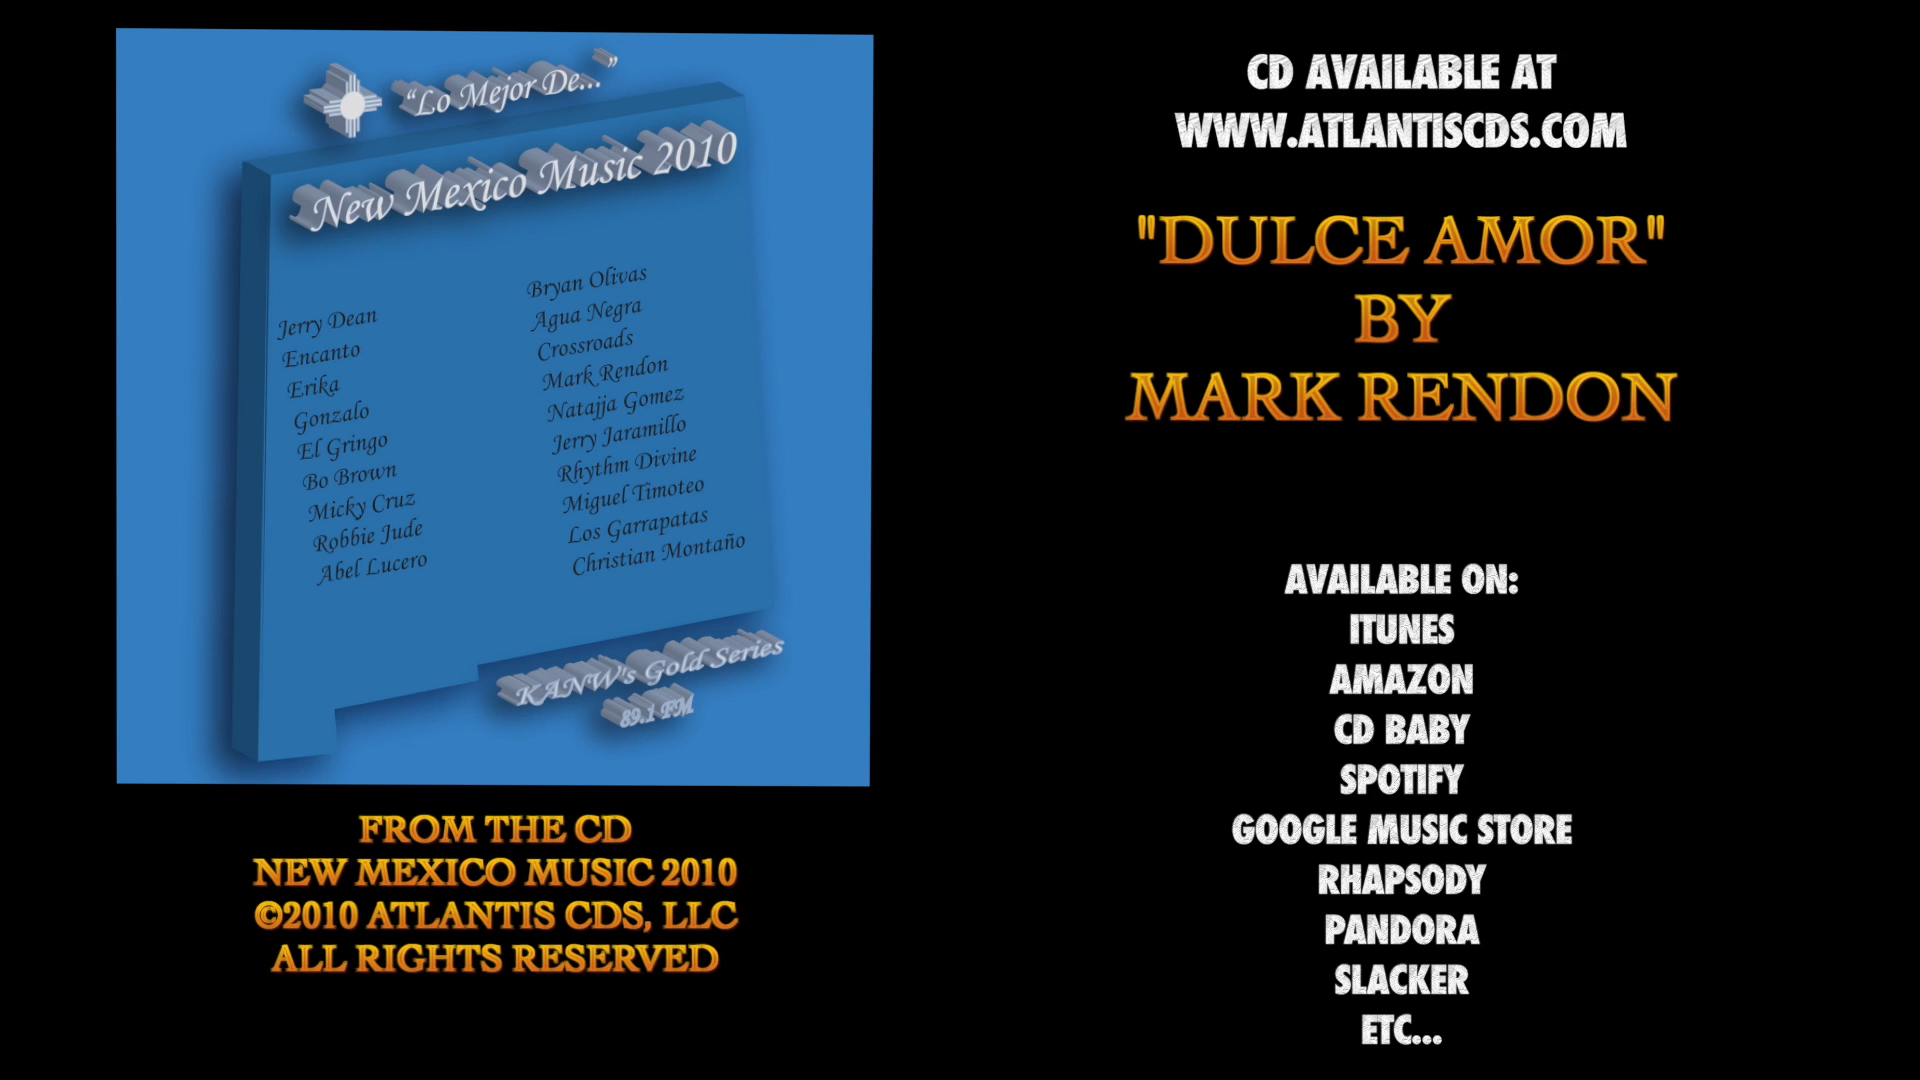 “Lo Mejor De...”
New Mexico Music 2010
Jerry Dean
Encanto
Erika
Gonzalo
El Gringo
Bo Brown
Micky Cruz
Robbie Jude
Abel Lucero
Bryan Olivas
Agua Negra
Crossroads
Mark Rendon
Natajja Gomez
Jerry Jaramillo
Rhythm Divine
Miguel Timoteo
Los Garrapatas
Christian Montaño
KANW's Gold Series
89.1 FM
FROM THE CD
NEW MEXICO MUSIC 2010
©2010 ATLANTIS CDS, LLC
ALL RIGHTS RESERVED
CD AVAILABLE AT
WWW.ATLANTISCDS.COM
"DULCE AMOR"
BY
MARK RENDON
AVAILABLE ON:
ITUNES
AMAZON
CD BABY
SPOTIFY
GOOGLE MUSIC STORE
RHAPSODY
PANDORA
SLACKER
ETC...